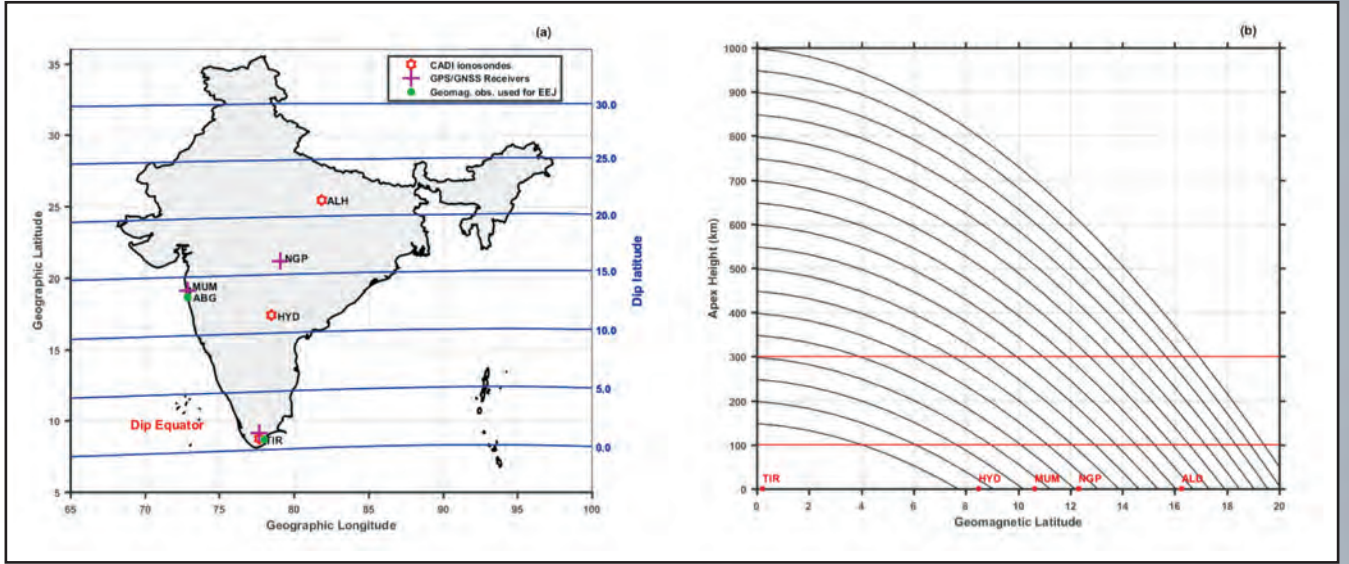 (a)
CADI ionosondes
GPS/GNSS Receivers
Geomag. obs. used for EEJ
35
30
25
20
15
10
5
Geographic Latitude
30.0
25.0
20.0
15.0
10.0
5.0
0.0
Dip latitude
ALH
NGP
MUM
ABG
HYD
Dip Equator
TIR
65 70 75 80 85 90 95 100
Geographic Longitude
(b)
1000
900
800
700
600
500
400
300
200
100
0
Apex Height (km)
TIR HYD MUM NGP ALD
0 2 4 6 8 10 12 14 16 18 20
Geomagnetic Latitude